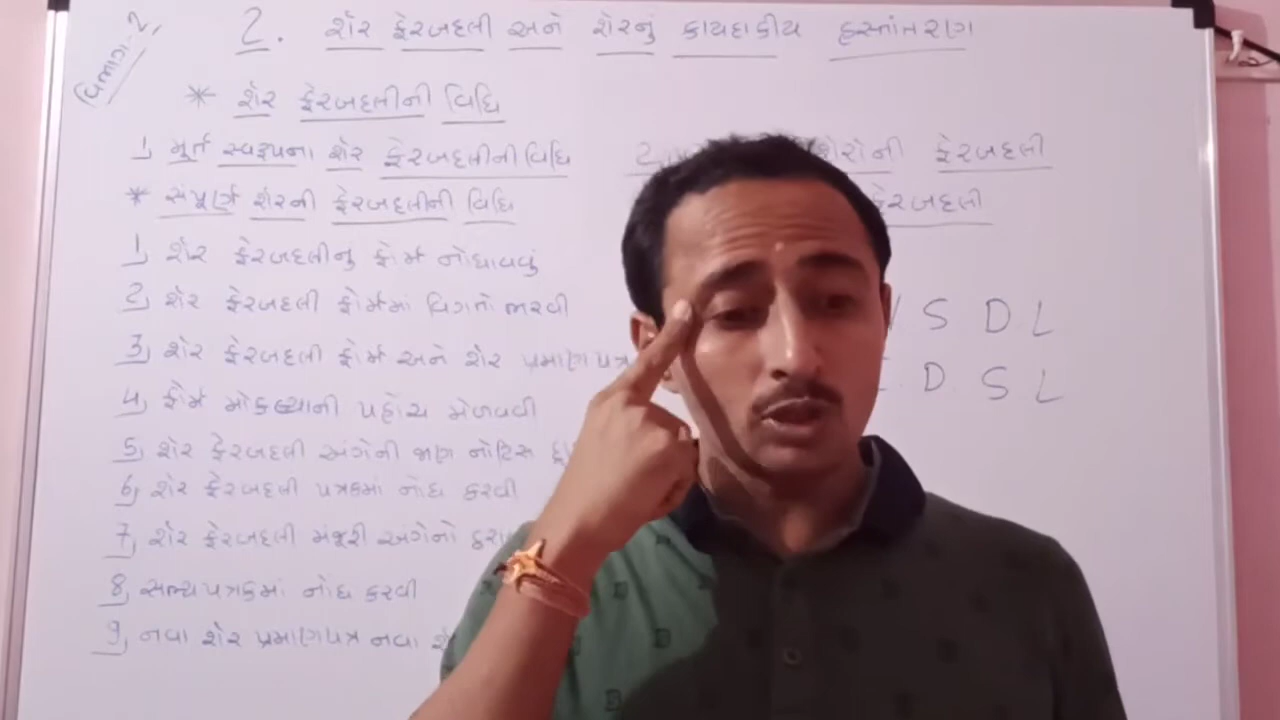 વિભાગ-2,
2. શેર ફેરબદલી અને શેરનું કાયદાકીય હસ્તાંતરણ
* શેર ફેરબદલીની વિધિ
1, મૂર્ત સ્વરૂપના શેર ફેરબદલીની વિધિ
* સંપૂર્ણ શેરની ફેરબદલીની વિધિ
1, શેર ફેરબદલીનું ફોર્મ નોંધાવવું
2, શેર ફેરબદલી ફોર્મમાં વિગતો ભરવી
3, શેર ફેરબદલી ફોર્મ અને શેર પ્રમાણપત્ર
4, ફોર્મ મોકલ્યાની પહોંચ મેળવવી
5, શેર ફેરબદલી અંગેની જાણ નોટિસ
6, શેર ફેરબદલી પત્રકમાં નોંધ કરવી
7, શેર ફેરબદલી મંજૂરી અંગેનો
8, સભ્યપત્રકમાં નોંધ કરવી
9, નવા શેર પ્રમાણપત્ર નવા
2, શેરોની ફેરબદલી
ફેરબદલી
S D L
D S L